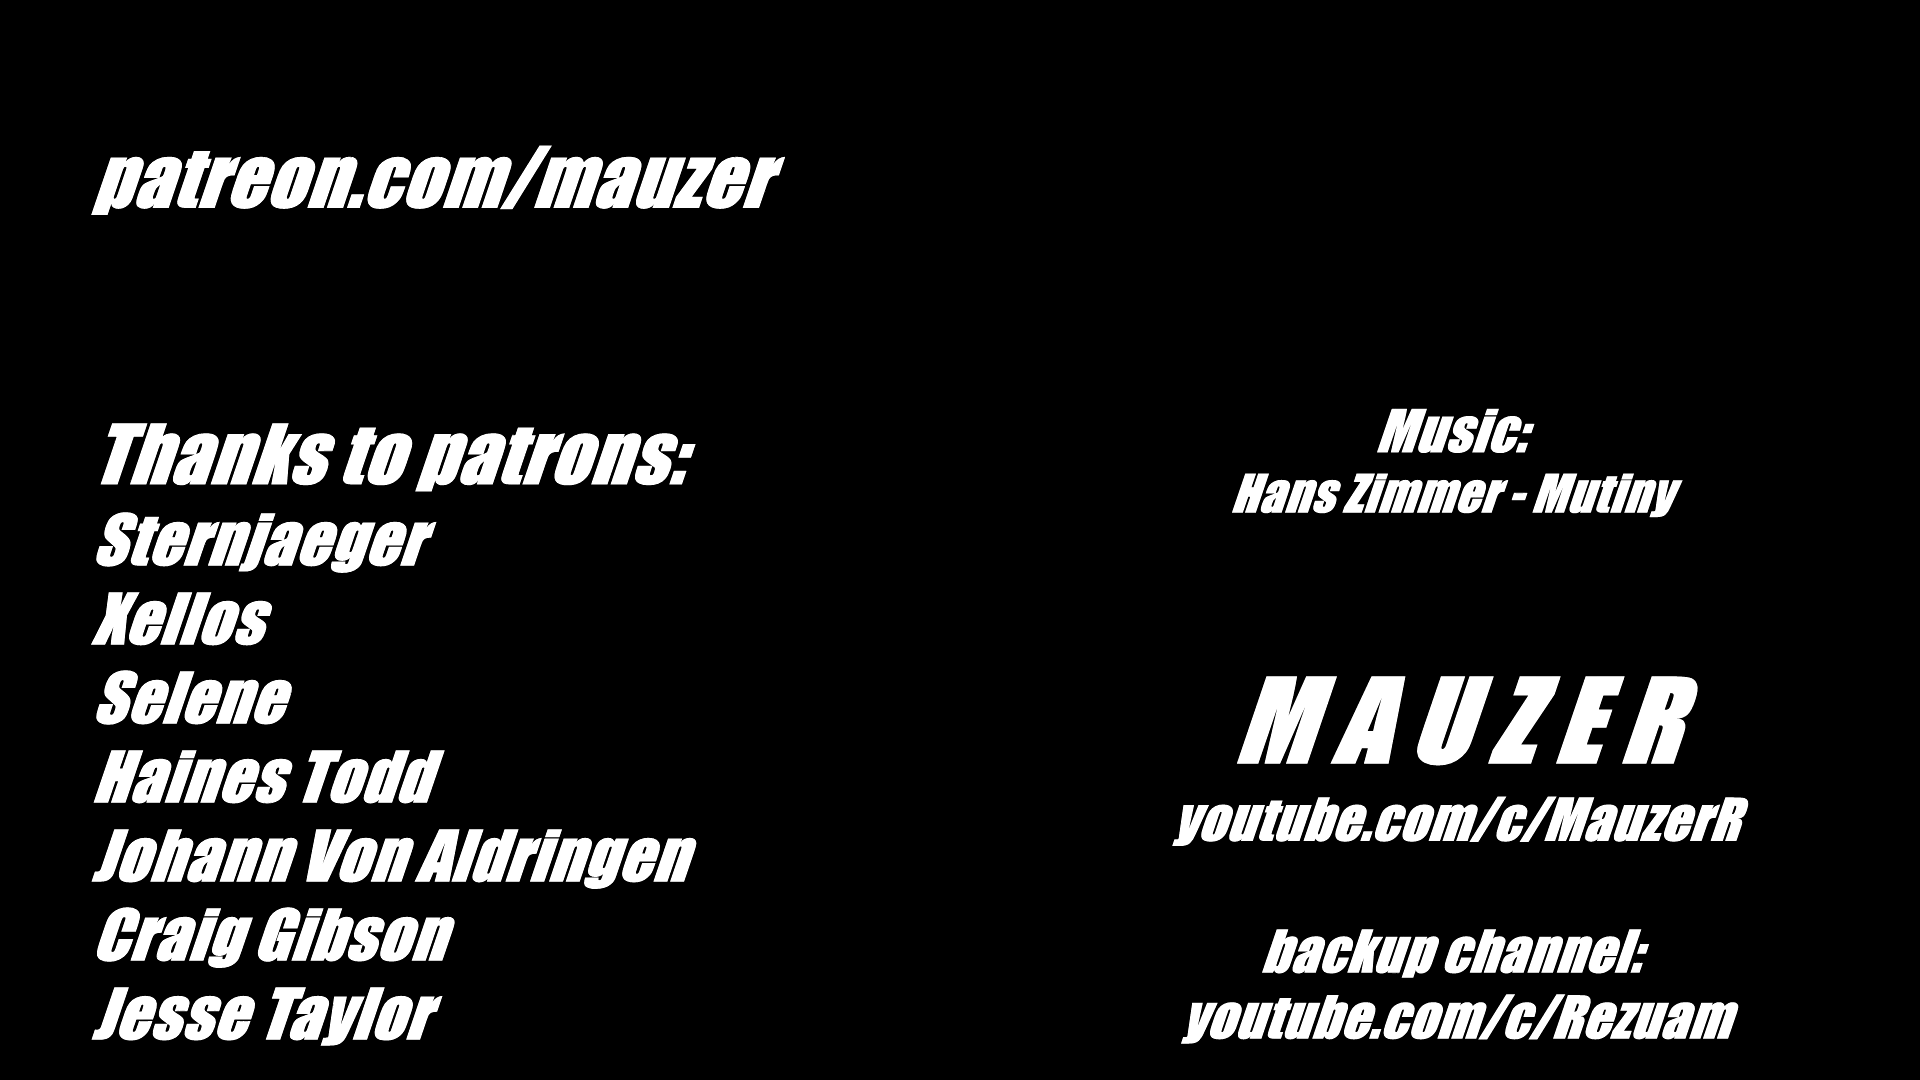 patreon.com/mauzer
Thanks to patrons:
Sternjaeger
Xellos
Selene
Haines Todd
Johann Von Aldringen
Craig Gibson
Jesse Taylor
Music:
Hans Zimmer - Mutiny
MAUZER
youtube.com/c/MauzerR
backup channel:
youtube.com/c/Rezuam